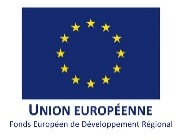 UNION EUROPÉENNE
Fonds Européen de Développement Régional